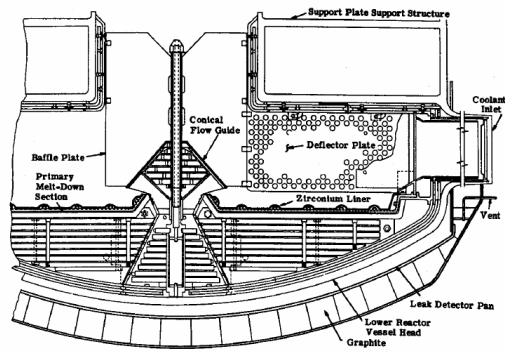 Support Plate Support Structure
Coolant
Inlet
Conical
Flow Guide
Deflector Plate
Baffle Plate
Primary
Melt-Down
Section
Zirconium Liner
Vent
Leak Detector Pan
Lower Reactor
Vessel Head
Graphite